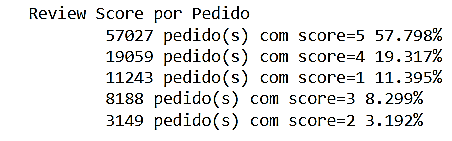 Review Score por Pedido
57027 pedido(s) com score=5 57.798%
19059 pedido(s) com score=4 19.317%
11243 pedido(s) com score=1 11.395%
8188 pedido(s) com score=3 8.299%
3149 pedido(s) com score=2 3.192%